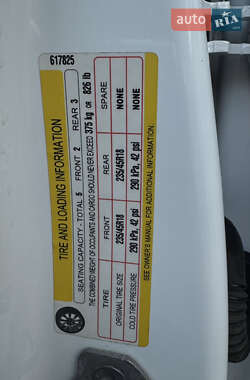 auto
RIA
617825
TIRE AND LOADING INFORMATION
SEATING CAPACITY - TOTAL 5 FRONT 2 REAR 3
THE COMBINED WEIGHT OF OCCUPANTS AND CARGO SHOULD NEVER EXCEED 375 kg OR 826 lb
TIRE FRONT REAR SPARE
ORIGINAL TIRE SIZE 235/45R18 235/45R18 NONE
COLD TIRE PRESSURE 290 kPa, 42 psi 290 kPa, 42 psi NONE
SEE OWNER'S MANUAL FOR ADDITIONAL INFORMATION